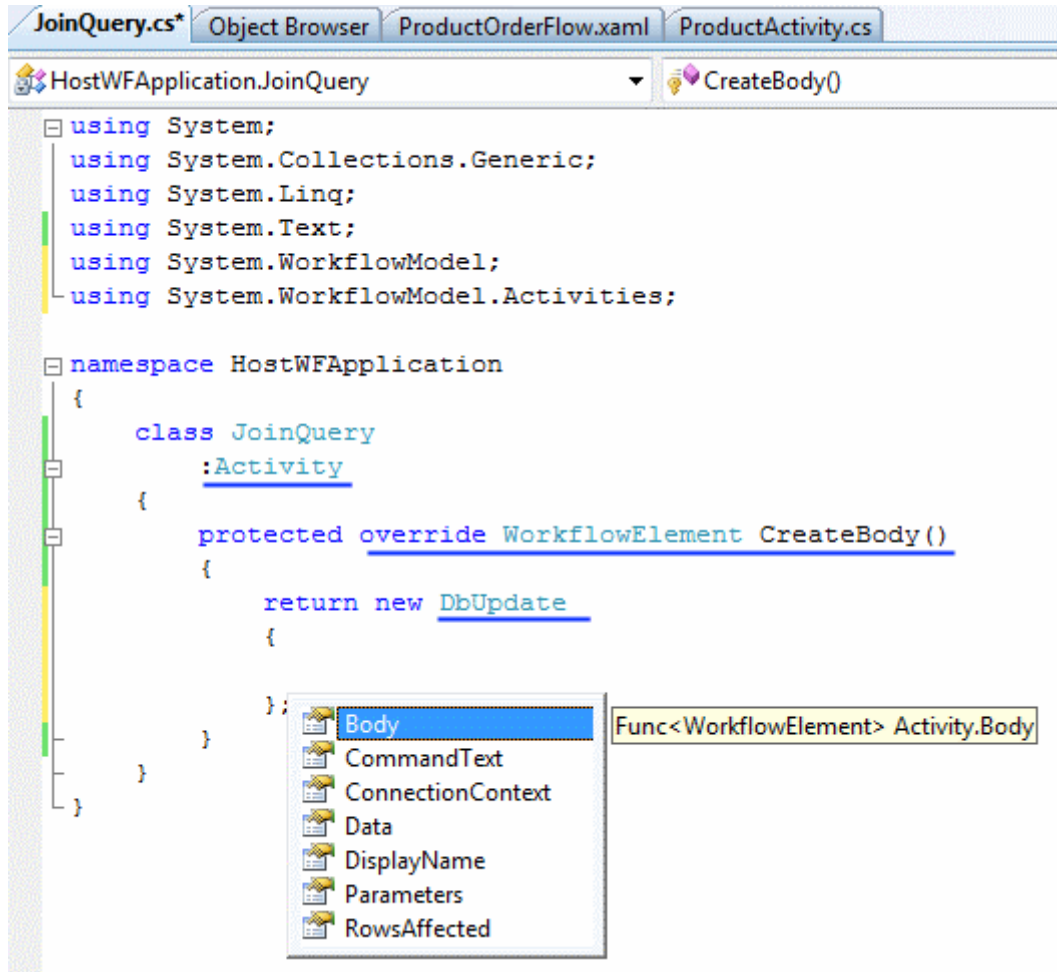 JoinQuery.cs* Object Browser ProductOrderFlow.xaml ProductActivity.cs
HostWFApplication.JoinQuery CreateBody()
using System;
using System.Collections.Generic;
using System.Linq;
using System.Text;
using System.WorkflowModel;
using System.WorkflowModel.Activities;
namespace HostWFApplication
{
class JoinQuery
:Activity
{
protected override WorkflowElement CreateBody()
{
return new DbUpdate
{
};
Body Func<WorkflowElement> Activity.Body
}
CommandText
}
ConnectionContext
}
Data
DisplayName
Parameters
RowsAffected